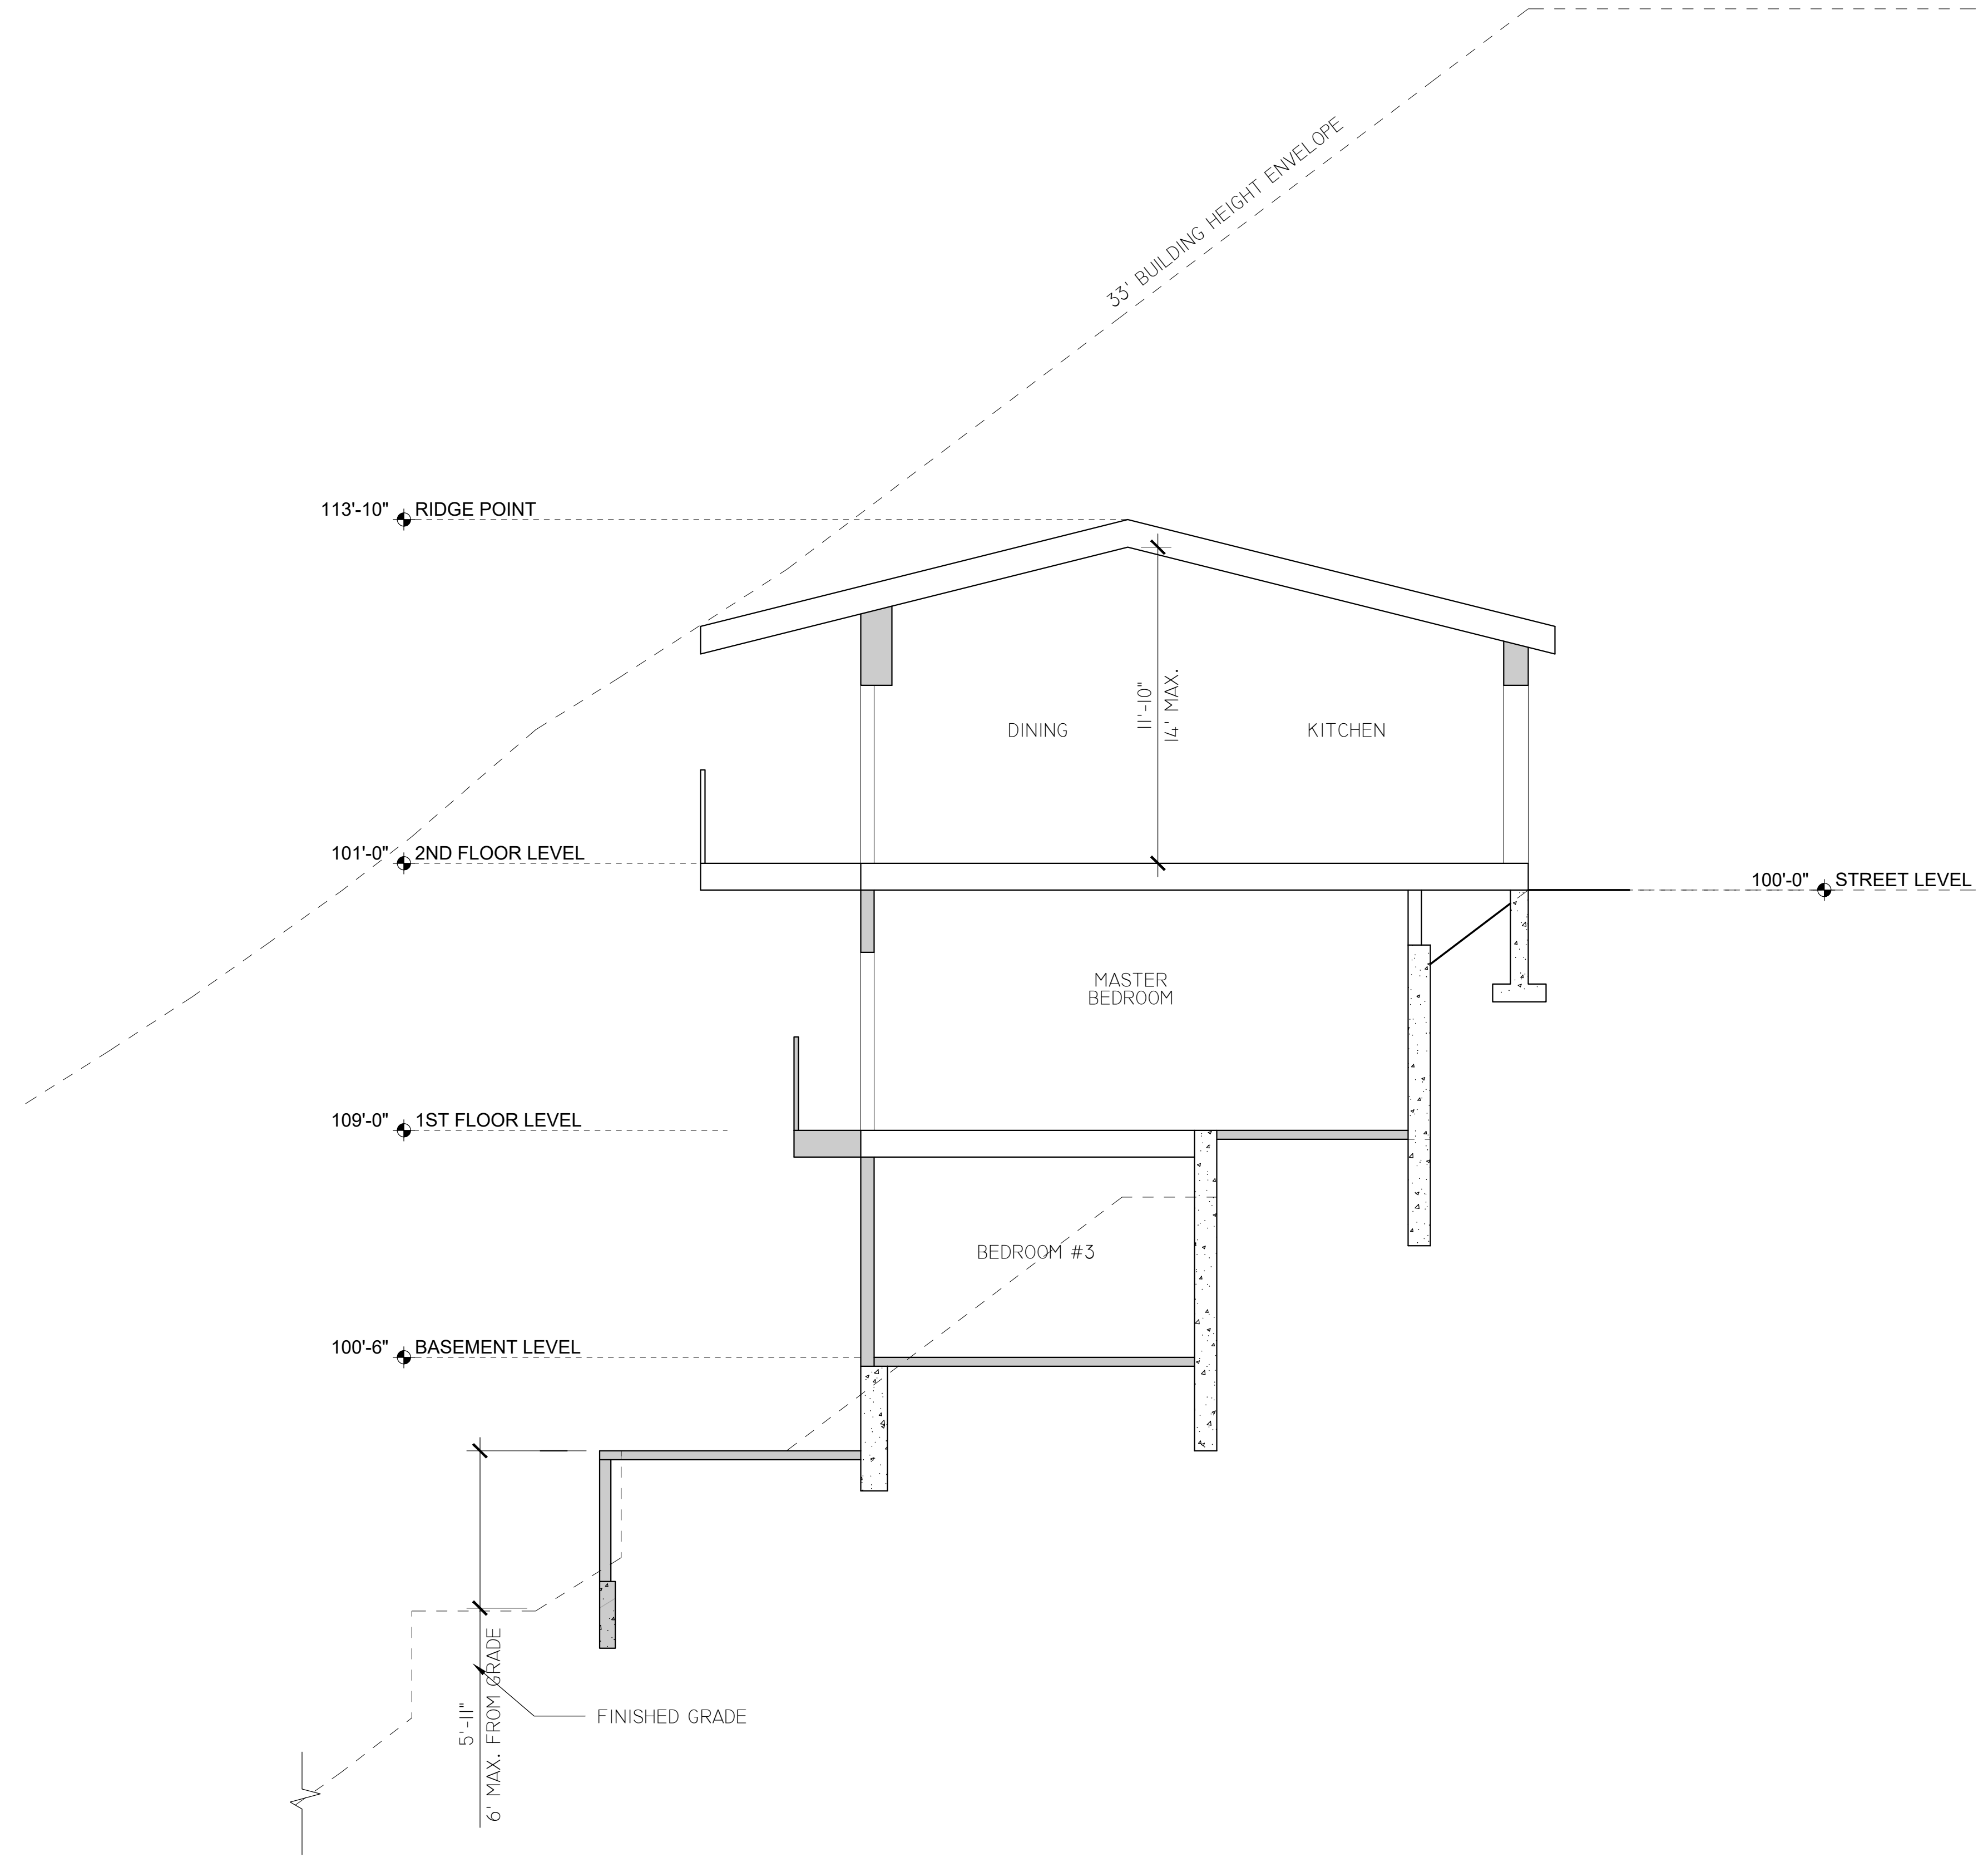 33' BUILDING HEIGHT ENVELOPE
113'-10" RIDGE POINT
11'-10"
14' MAX.
DINING
KITCHEN
101'-0" 2ND FLOOR LEVEL
100'-0" STREET LEVEL
MASTER
BEDROOM
109'-0" 1ST FLOOR LEVEL
BEDROOM #3
100'-6" BASEMENT LEVEL
5'-11"
6' MAX. FROM GRADE
FINISHED GRADE